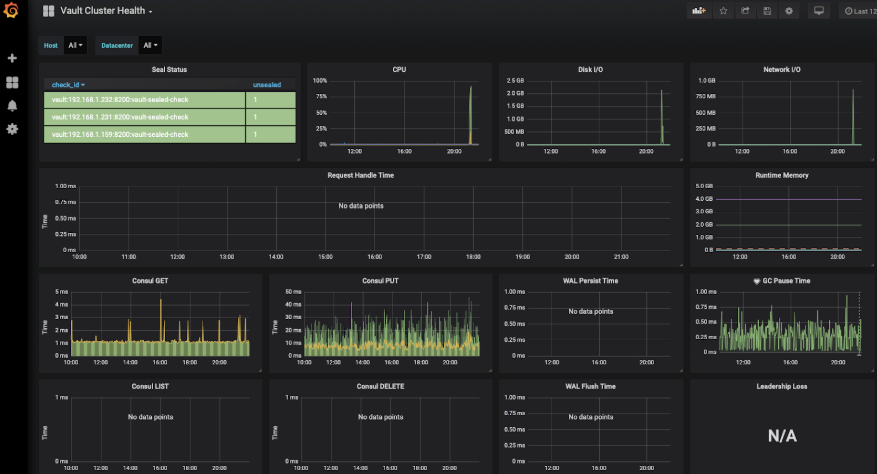 Vault Cluster Health
Last 12
Host All Datacenter All
Seal Status
check_id unsealed
vault:192.168.1.232:8200:vault-sealed-check 1
vault:192.168.1.231:8200:vault-sealed-check 1
vault:192.168.1.159:8200:vault-sealed-check 1
CPU
100%
75%
50%
25%
0%
12:00 16:00 20:00
Disk I/O
2.5 GB
2.0 GB
1.5 GB
1.0 GB
500 MB
0 B
12:00 16:00 20:00
Network I/O
1.0 GB
750 MB
500 MB
250 MB
0 B
12:00 16:00 20:00
Request Handle Time
Time
1.00 ms
0.75 ms
0.50 ms
0.25 ms
0 ms
No data points
10:00 11:00 12:00 13:00 14:00 15:00 16:00 17:00 18:00 19:00 20:00 21:00
Runtime Memory
5.0 GB
4.0 GB
3.0 GB
2.0 GB
1.0 GB
0 B
12:00 16:00 20:00
Consul GET
Time
5 ms
4 ms
3 ms
2 ms
1 ms
0 ms
10:00 12:00 14:00 16:00 18:00 20:00
Consul PUT
Time
50 ms
40 ms
30 ms
20 ms
10 ms
0 ms
10:00 12:00 14:00 16:00 18:00 20:00
WAL Persist Time
1.00 ms
0.75 ms
0.50 ms
0.25 ms
0 ms
No data points
12:00 16:00 20:00
GC Pause Time
1.00 ms
0.75 ms
0.50 ms
0.25 ms
0 ms
12:00 16:00 20:00
Consul LIST
Time
1 ms
0 ms
No data points
10:00 12:00 14:00 16:00 18:00 20:00
Consul DELETE
Time
1 ms
0 ms
No data points
10:00 12:00 14:00 16:00 18:00 20:00
WAL Flush Time
1.00 ms
0.75 ms
0.50 ms
0.25 ms
0 ms
No data points
12:00 16:00 20:00
Leadership Loss
N/A